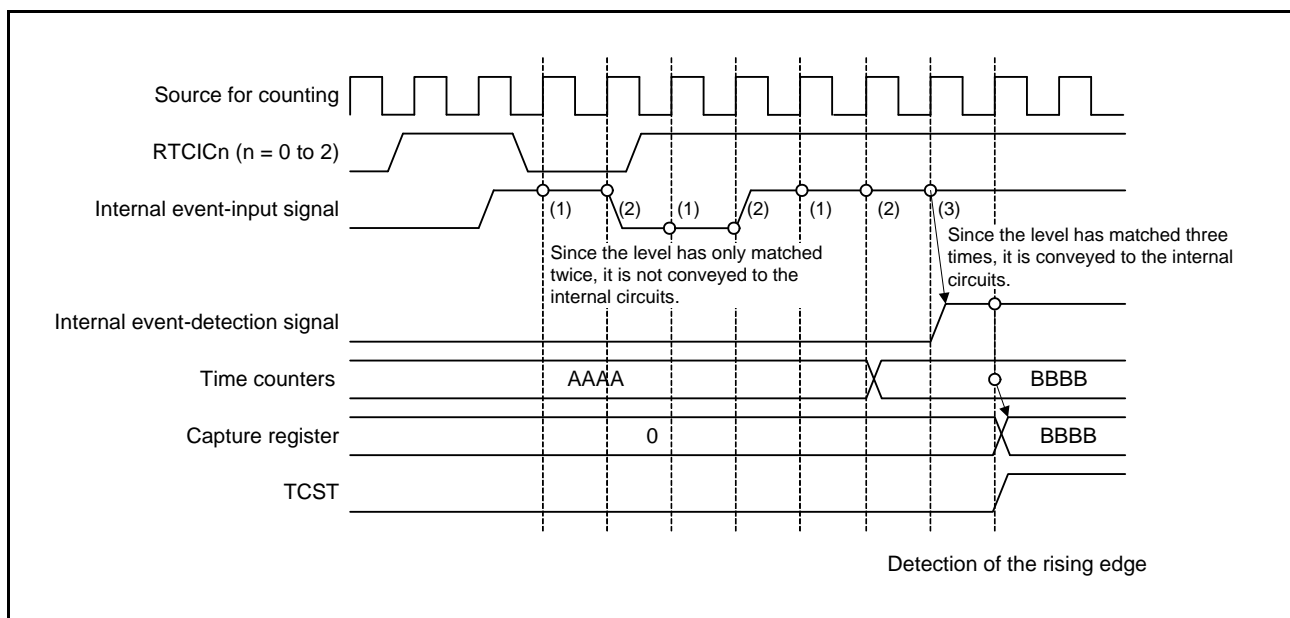 Source for counting
RTCICn (n = 0 to 2)
Internal event-input signal
(1)
(2)
(1)
(2)
(1)
(2)
(3)
Since the level has only matched
twice, it is not conveyed to the
internal circuits.
Since the level has matched three
times, it is conveyed to the internal
circuits.
Internal event-detection signal
Time counters
AAAA
BBBB
Capture register
0
BBBB
TCST
Detection of the rising edge